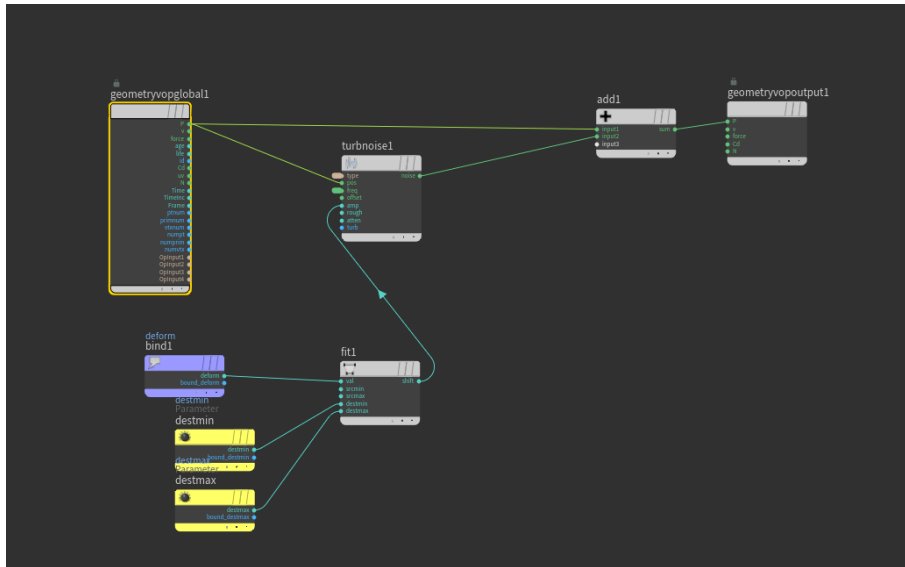 geometryvopglobal1
P
v
force
age
life
id
Cd
uv
N
Time
TimeInc
Frame
ptnum
primnum
vtxnum
numpt
numprim
numvtx
OpInput1
OpInput2
OpInput3
OpInput4
turbnoise1
type
pos
freq
offset
amp
rough
atten
turb
noise
add1
input1
input2
input3
sum
geometryvopoutput1
P
v
force
Cd
N
deform
bind1
deform
bound_deform
destmin
Parameter
destmin
destmin
bound_destmin
destmax
Parameter
destmax
destmax
bound_destmax
fit1
val
srcmin
srcmax
destmin
destmax
shift